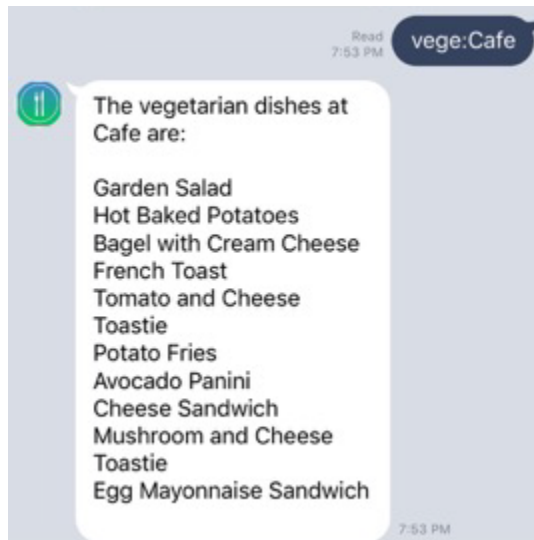 vege:Cafe
Read
7:53 PM
The vegetarian dishes at
Cafe are:
Garden Salad
Hot Baked Potatoes
Bagel with Cream Cheese
French Toast
Tomato and Cheese
Toastie
Potato Fries
Avocado Panini
Cheese Sandwich
Mushroom and Cheese
Toastie
Egg Mayonnaise Sandwich
7:53 PM